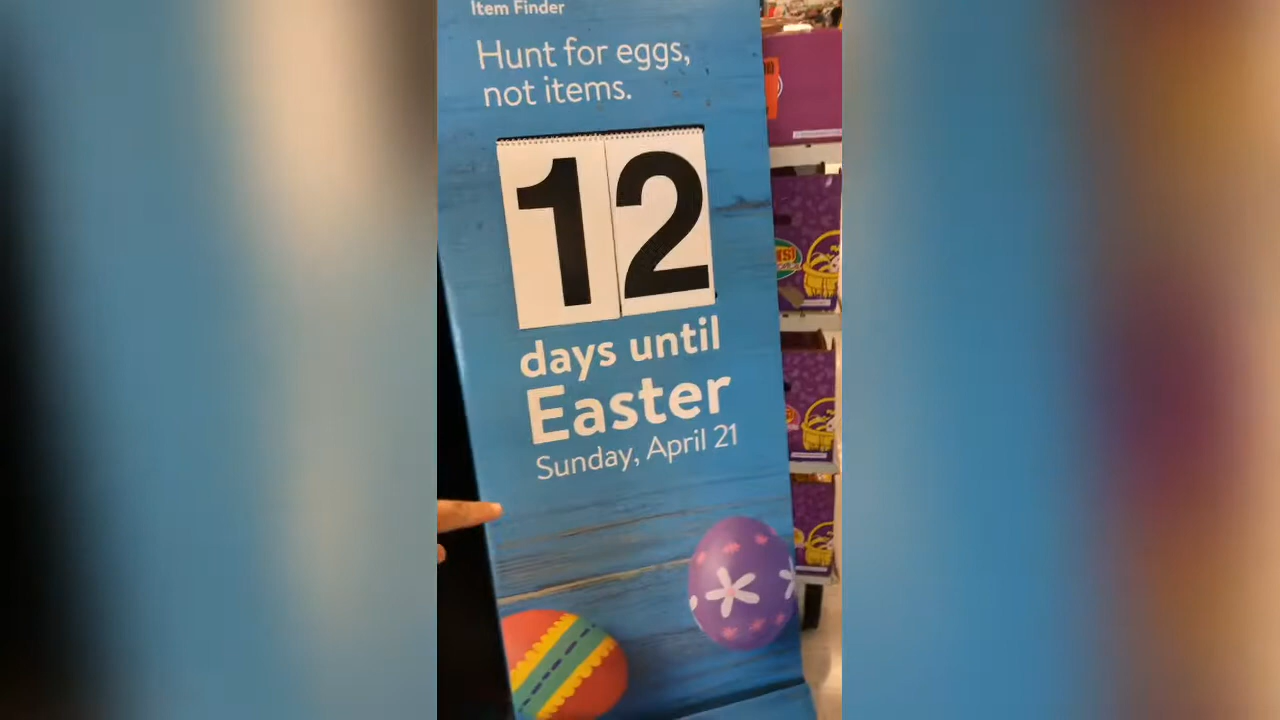 Item Finder
Hunt for eggs,
not items.
12
days until
Easter
Sunday, April 21